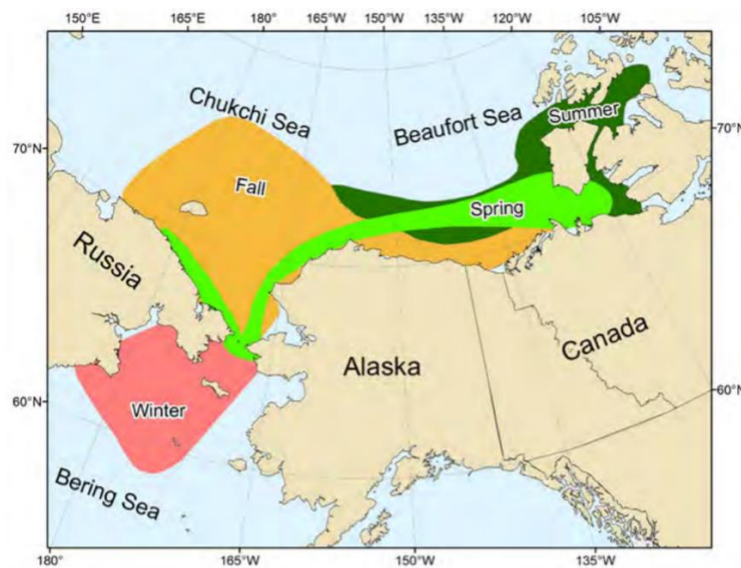 150°E 165°E 180° 165°W 150°W 135°W 120°W 105°W
Chukchi Sea
Beaufort Sea
Summer
70°N
70°N
Fall
Spring
Russia
Canada
Alaska
60°N
Winter
60°N
Bering Sea
180° 165°W 150°W 135°W